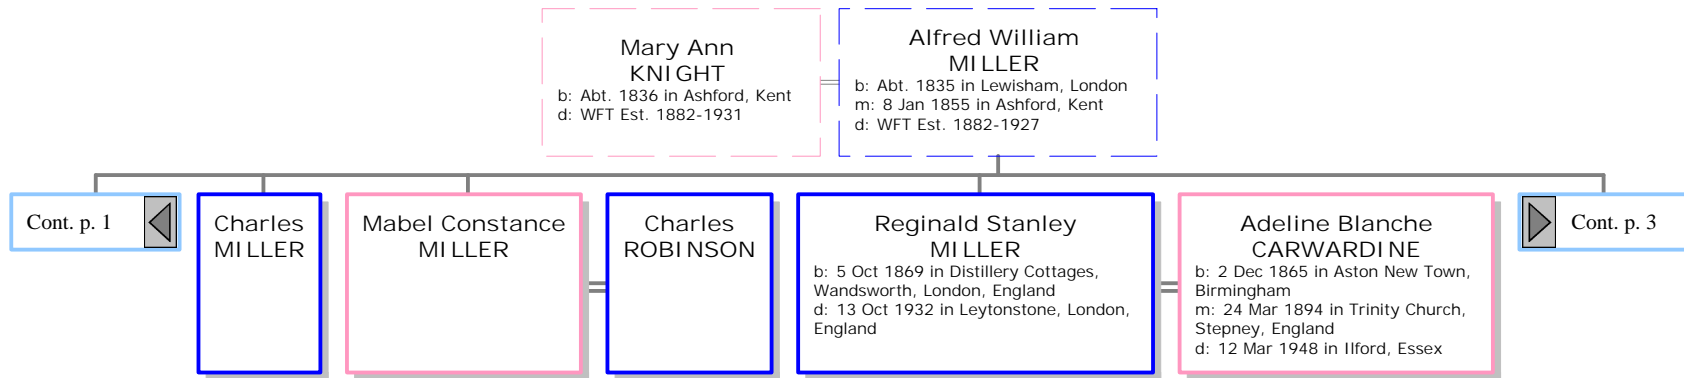 Mary Ann
KNIGHT
b: Abt. 1836 in Ashford, Kent
d: WFT Est. 1882-1931
Alfred William
MILLER
b: Abt. 1835 in Lewisham, London
m: 8 Jan 1855 in Ashford, Kent
d: WFT Est. 1882-1927
Cont. p. 1
Charles
MILLER
Mabel Constance
MILLER
Charles
ROBINSON
Reginald Stanley
MILLER
b: 5 Oct 1869 in Distillery Cottages,
Wandsworth, London, England
d: 13 Oct 1932 in Leytonstone, London,
England
Adeline Blanche
CARWARDINE
b: 2 Dec 1865 in Aston New Town,
Birmingham
m: 24 Mar 1894 in Trinity Church,
Stepney, England
d: 12 Mar 1948 in Ilford, Essex
Cont. p. 3